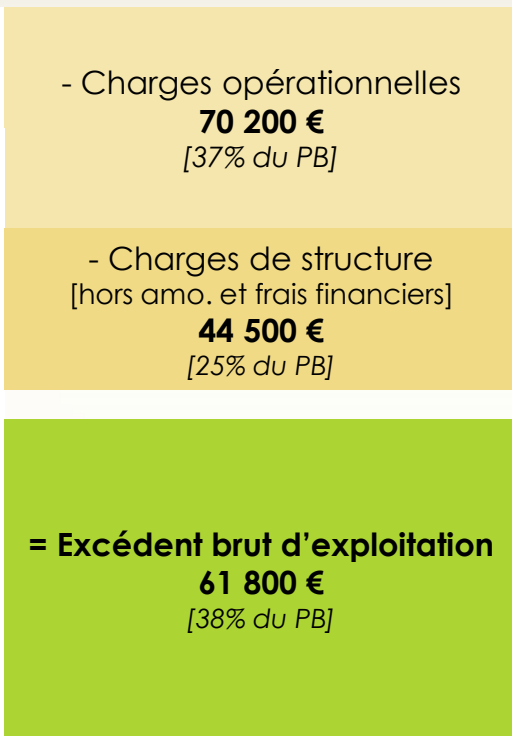 - Charges opérationnelles
70 200 €
[37% du PB]
- Charges de structure
[hors amo. et frais financiers]
44 500 €
[25% du PB]
= Excédent brut d’exploitation
61 800 €
[38% du PB]